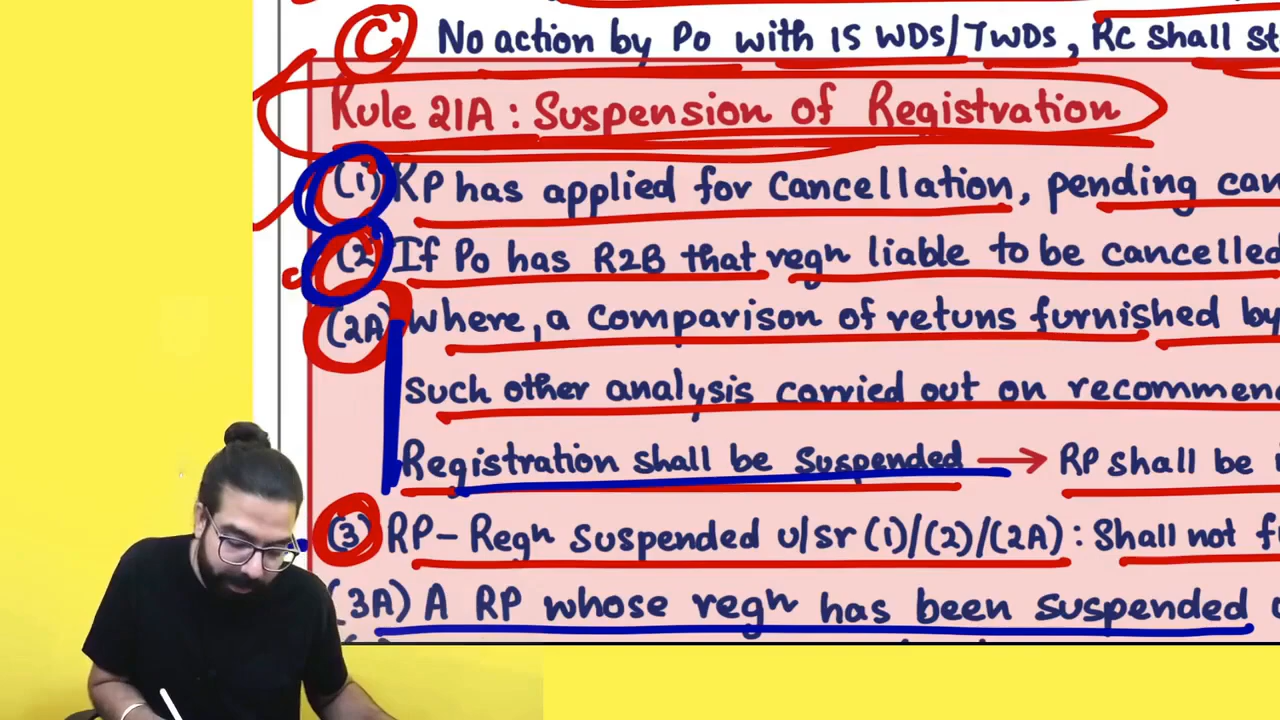 C No action by Po with 15 WDs/7WDs, RC shall st
Rule 21A : Suspension of Registration
(1) RP has applied for Cancellation, pending can
(2) If Po has R2B that regn liable to be cancelled
(2A) where, a comparison of retuns furnished by
Such other analysis carried out on recommen
Registration shall be Suspended → RP shall be
(3) RP- Regn Suspended u/sr (1)/(2)/(2A) : Shall not f
(3A) A RP whose regn has been suspended